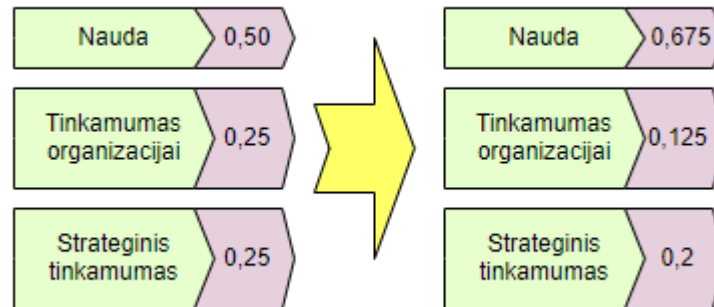 Nauda 0,50
Tinkamumas
organizacijai 0,25
Strateginis
tinkamumas 0,25
Nauda 0,675
Tinkamumas
organizacijai 0,125
Strateginis
tinkamumas 0,2